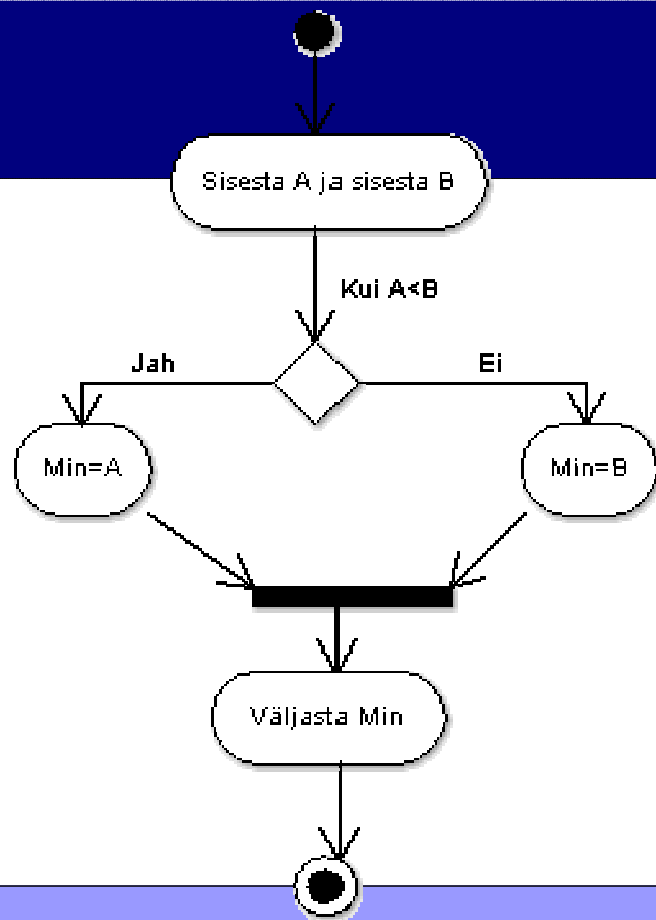 Sisesta A ja sisesta B
Kui A<B
Jah
Ei
Min=A
Min=B
Väljasta Min